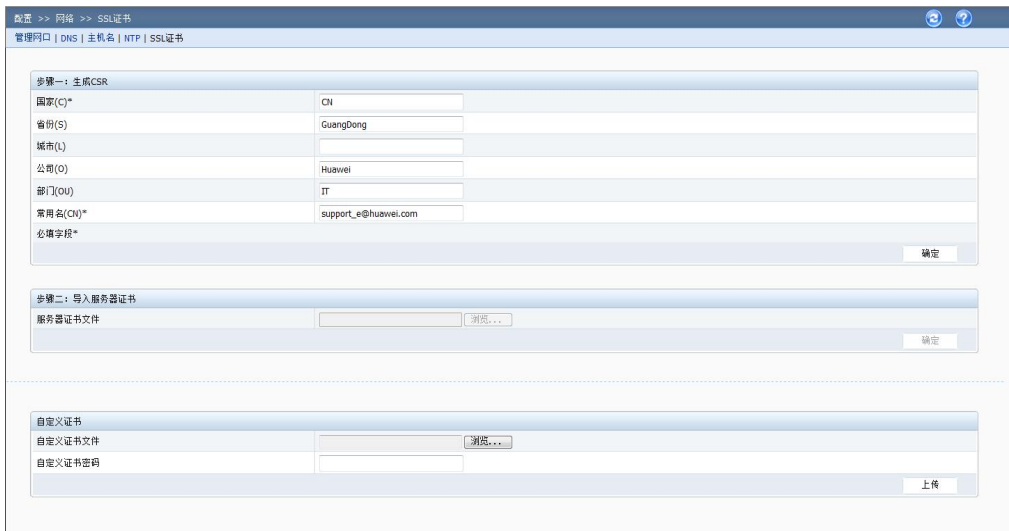 配置 >> 网络 >> SSL证书
管理网口 | DNS | 主机名 | NTP | SSL证书
步骤一：生成CSR
国家(C)* CN
省份(S) GuangDong
城市(L)
公司(O) Huawei
部门(OU) IT
常用名(CN)* support_e@huawei.com
必填字段*
确定
步骤二：导入服务器证书
服务器证书文件 浏览...
确定
自定义证书
自定义证书文件 浏览...
自定义证书密码
上传